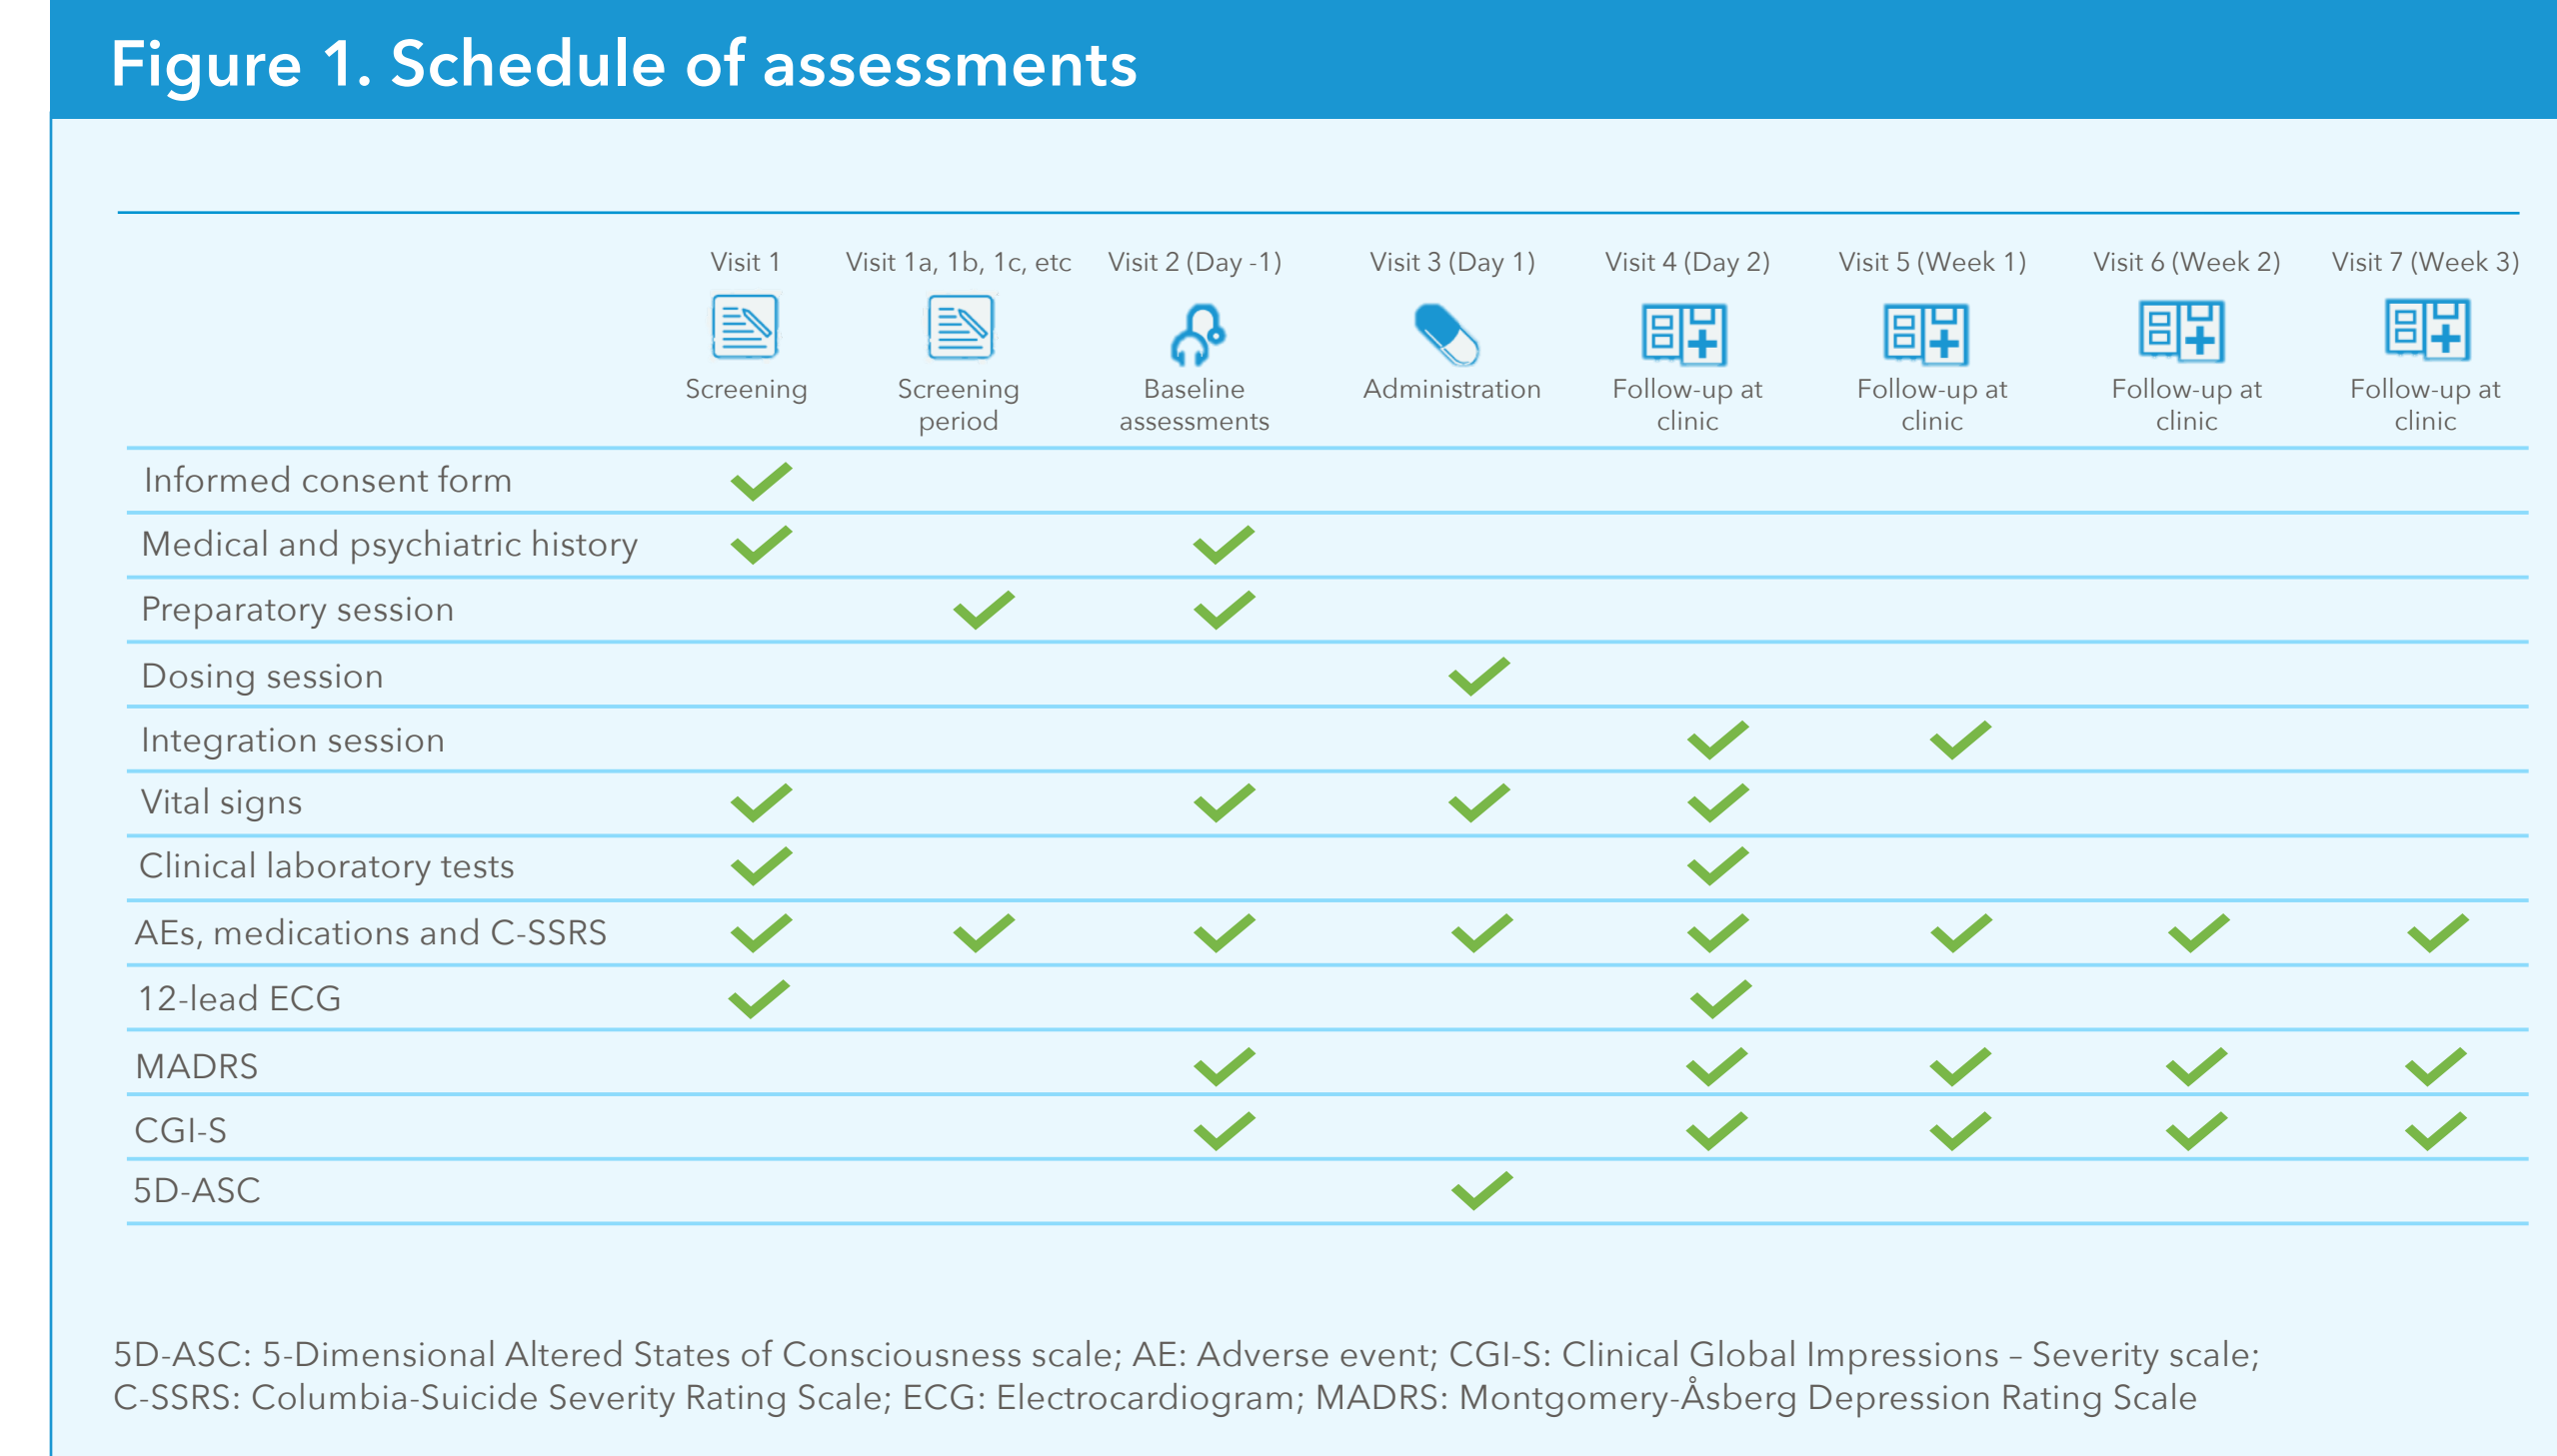 Figure 1. Schedule of assessments
Visit 1 Visit 1a, 1b, 1c, etc Visit 2 (Day -1) Visit 3 (Day 1) Visit 4 (Day 2) Visit 5 (Week 1) Visit 6 (Week 2) Visit 7 (Week 3)
Screening Screening Baseline Administration Follow-up at Follow-up at Follow-up at Follow-up at
period assessments clinic clinic clinic clinic
Informed consent form
Medical and psychiatric history
Preparatory session
Dosing session
Integration session
Vital signs
Clinical laboratory tests
AEs, medications and C-SSRS
12-lead ECG
MADRS
CGI-S
5D-ASC
5D-ASC: 5-Dimensional Altered States of Consciousness scale; AE: Adverse event; CGI-S: Clinical Global Impressions – Severity scale;
C-SSRS: Columbia-Suicide Severity Rating Scale; ECG: Electrocardiogram; MADRS: Montgomery-Åsberg Depression Rating Scale